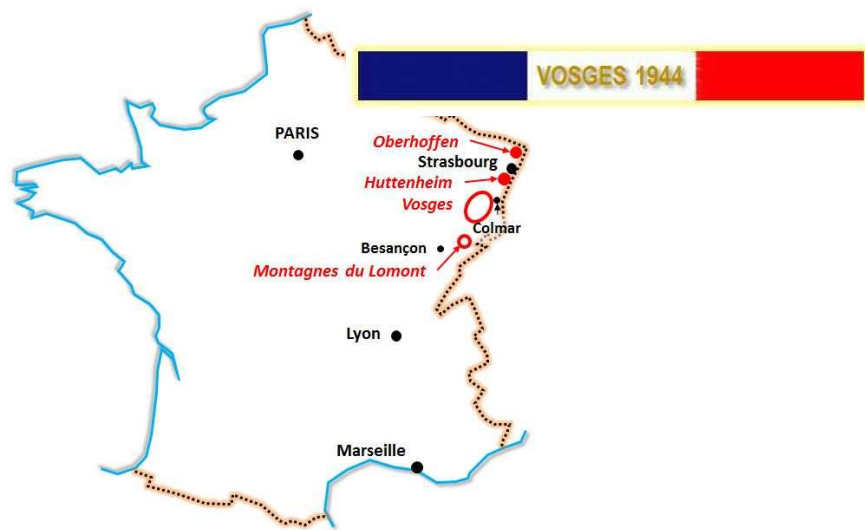 VOSGES 1944
PARIS
Oberhoffen
Strasbourg
Huttenheim
Vosges
Colmar
Besançon
Montagnes du Lomont
Lyon
Marseille